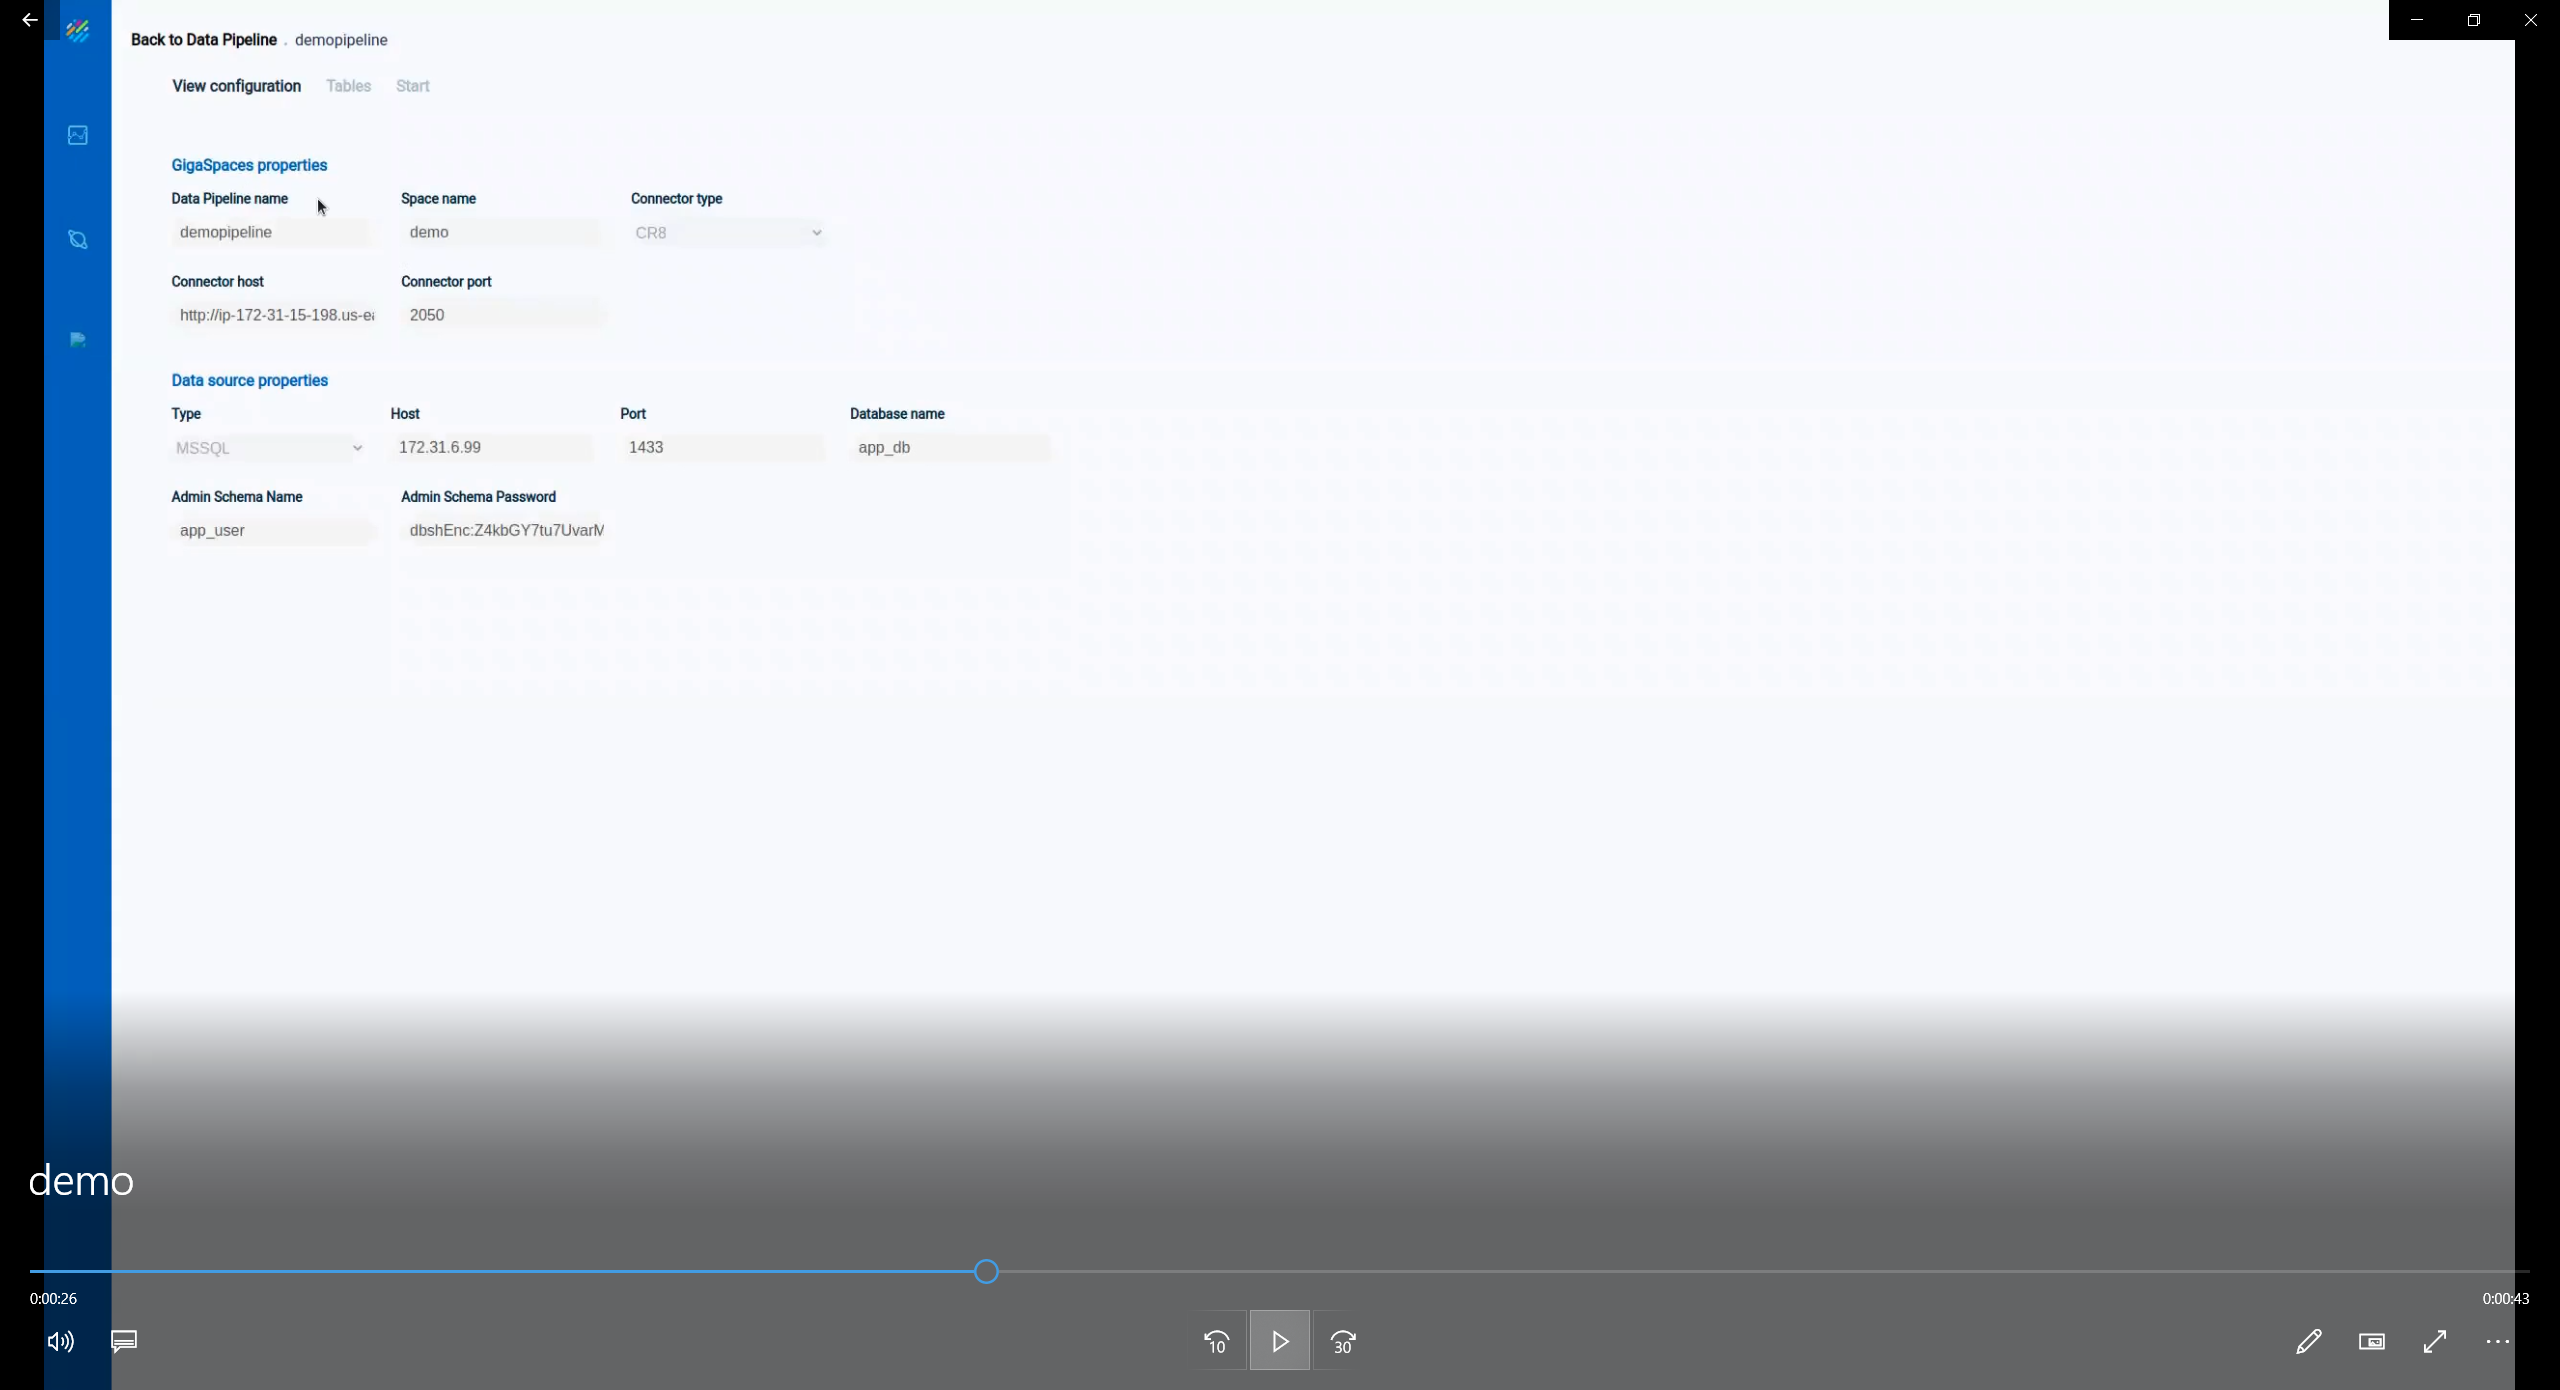 Back to Data Pipeline . demopipeline
View configuration Tables Start
GigaSpaces properties
Data Pipeline name Space name Connector type
demopipeline demo CR8
Connector host Connector port
http://ip-172-31-15-198.us-ea 2050
Data source properties
Type Host Port Database name
MSSQL 172.31.6.99 1433 app_db
Admin Schema Name Admin Schema Password
app_user dbshEnc:Z4kbGY7tu7UvarM
demo
0:00:26 0:00:43
10 30